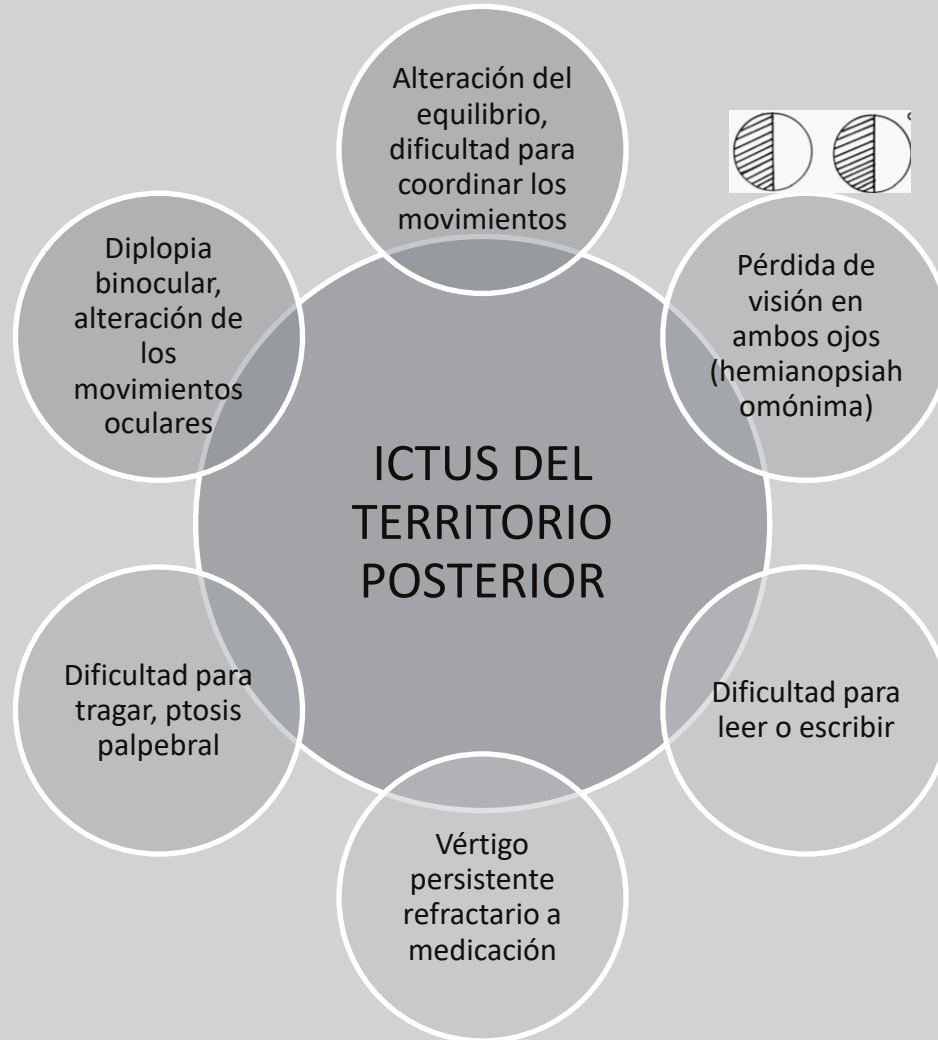 Alteración del
equilibrio,
dificultad para
coordinar los
movimientos
Pérdida de
visión en
ambos ojos
(hemianopsiah
omónima)
Dificultad para
leer o escribir
Vértigo
persistente
refractario a
medicación
Dificultad para
tragar, ptosis
palpebral
Diplopia
binocular,
alteración de
los
movimientos
oculares
ICTUS DEL
TERRITORIO
POSTERIOR